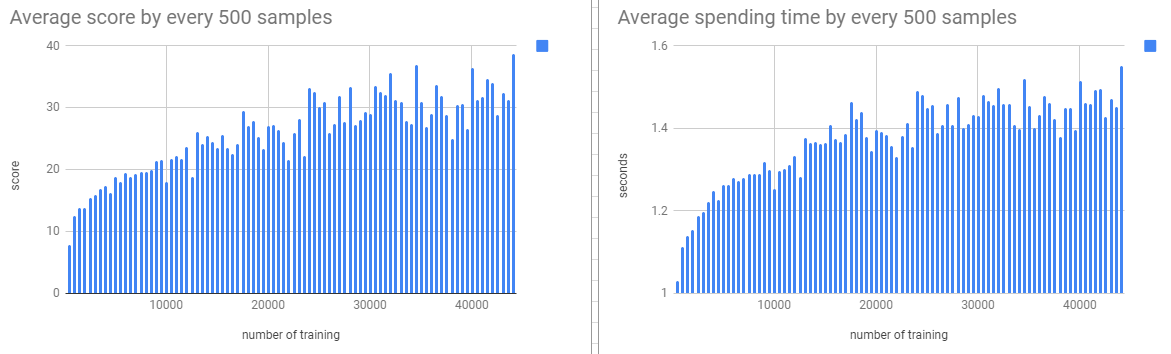 Average score by every 500 samples
40
30
20
10
0
score
10000
20000
30000
40000
number of training
Average spending time by every 500 samples
1.6
1.4
1.2
1
seconds
10000
20000
30000
40000
number of training